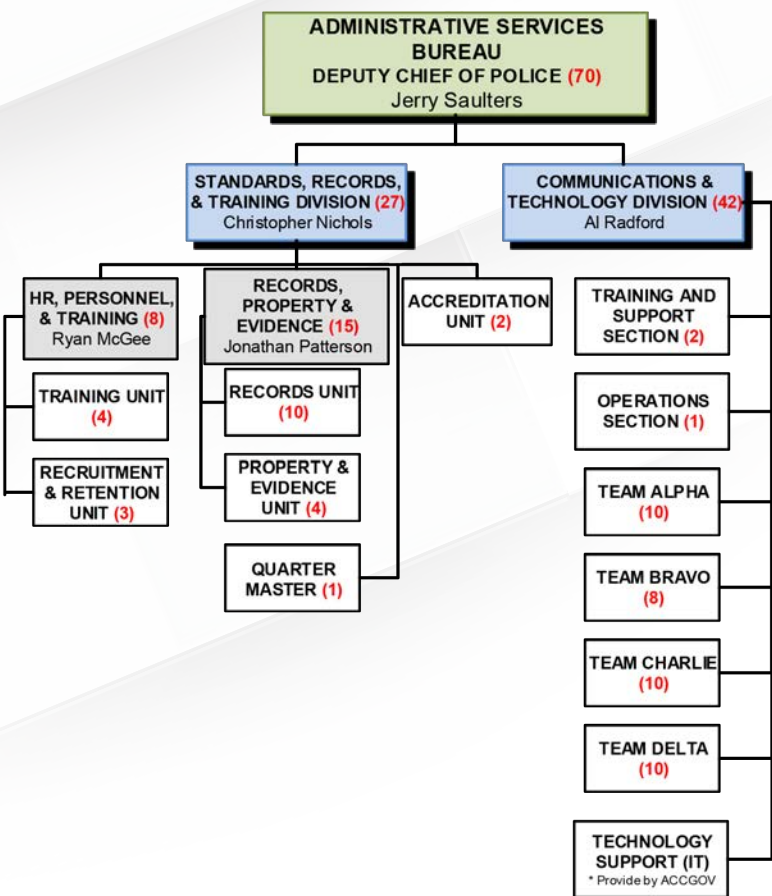 ADMINISTRATIVE SERVICES
BUREAU
DEPUTY CHIEF OF POLICE (70)
Jerry Saulters
STANDARDS, RECORDS,
& TRAINING DIVISION (27)
Christopher Nichols
COMMUNICATIONS &
TECHNOLOGY DIVISION (42)
Al Radford
HR, PERSONNEL,
& TRAINING (8)
Ryan McGee
TRAINING UNIT
(4)
RECRUITMENT
& RETENTION
UNIT (3)
RECORDS,
PROPERTY &
EVIDENCE (15)
Jonathan Patterson
RECORDS UNIT
(10)
PROPERTY &
EVIDENCE
UNIT (4)
QUARTER
MASTER (1)
ACCREDITATION
UNIT (2)
TRAINING AND
SUPPORT
SECTION (2)
OPERATIONS
SECTION (1)
TEAM ALPHA
(10)
TEAM BRAVO
(8)
TEAM CHARLIE
(10)
TEAM DELTA
(10)
TECHNOLOGY
SUPPORT (IT)
* Provide by ACCGOV